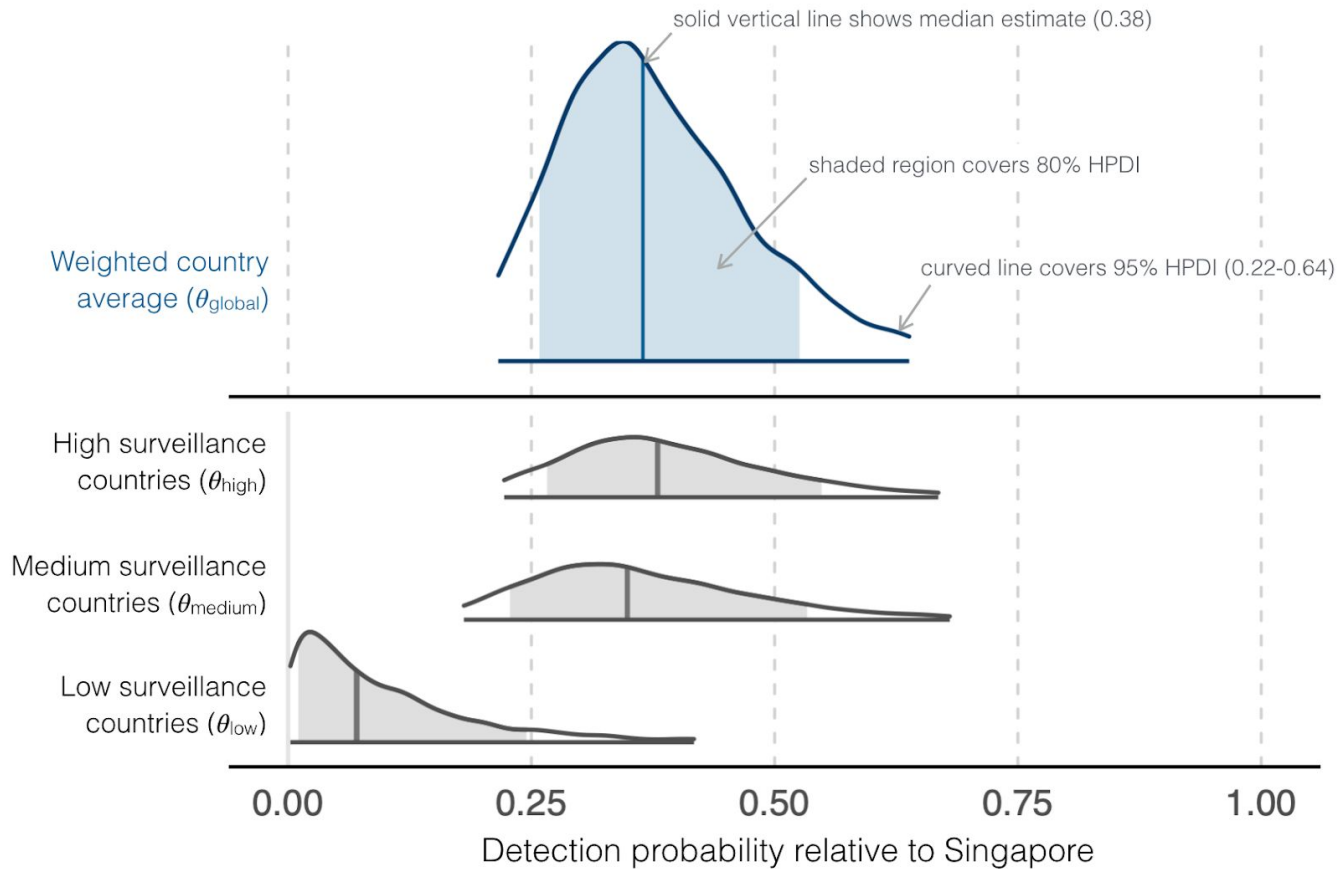 solid vertical line shows median estimate (0.38)
shaded region covers 80% HPDI
Weighted country
average (θglobal)
curved line covers 95% HPDI (0.22-0.64)
High surveillance
countries (θhigh)
Medium surveillance
countries (θmedium)
Low surveillance
countries (θlow)
0.00 0.25 0.50 0.75 1.00
Detection probability relative to Singapore